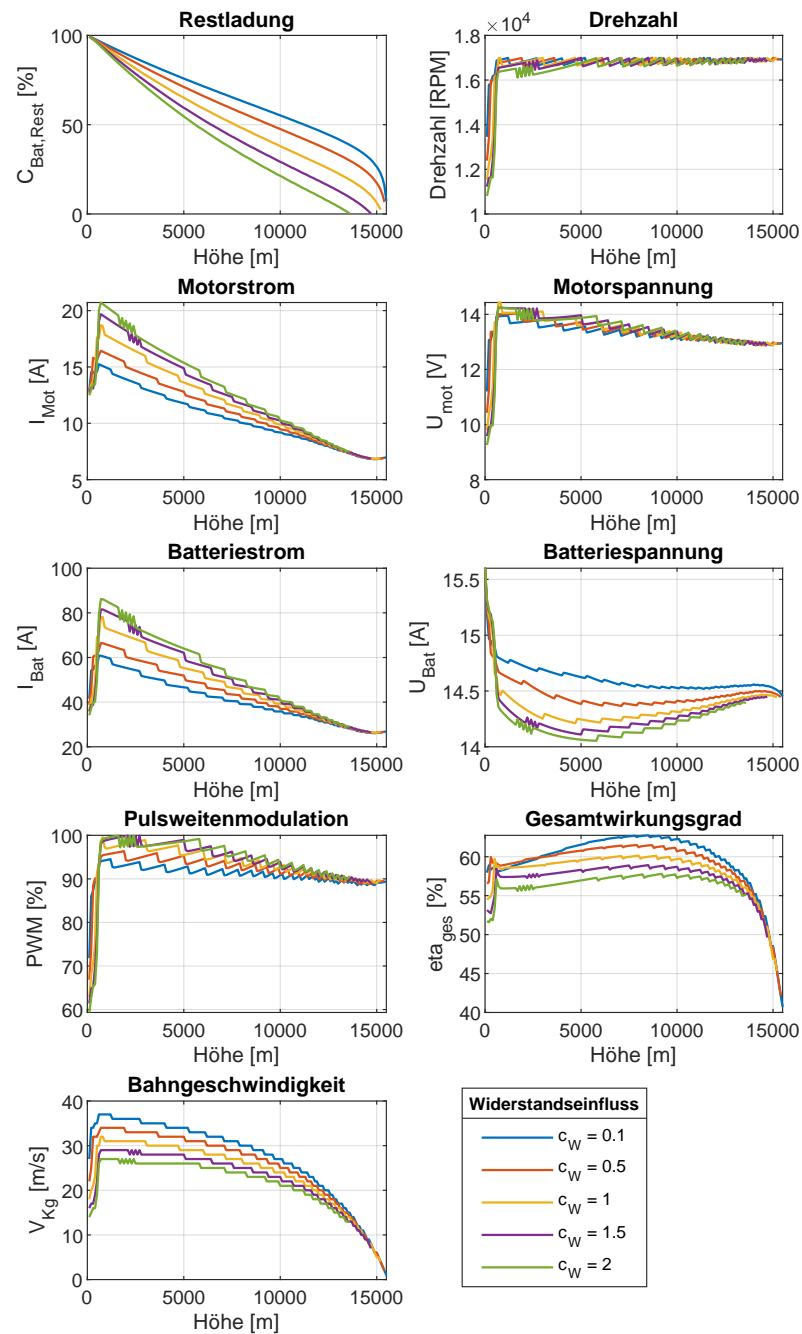 Restladung
C_Bat,Rest [%]
100
50
0
0 5000 10000 15000
Höhe [m]
Drehzahl
×10^4
Drehzahl [RPM]
1.8
1.6
1.4
1.2
1
0 5000 10000 15000
Höhe [m]
Motorstrom
I_Mot [A]
20
15
10
5
0 5000 10000 15000
Höhe [m]
Motorspannung
U_mot [V]
14
12
10
8
0 5000 10000 15000
Höhe [m]
Batteriestrom
I_Bat [A]
100
80
60
40
20
0 5000 10000 15000
Höhe [m]
Batteriespannung
U_Bat [A]
15.5
15
14.5
14
0 5000 10000 15000
Höhe [m]
Pulsweitenmodulation
PWM [%]
100
90
80
70
60
0 5000 10000 15000
Höhe [m]
Gesamtwirkungsgrad
eta_ges [%]
60
55
50
45
40
0 5000 10000 15000
Höhe [m]
Bahngeschwindigkeit
V_Kg [m/s]
40
30
20
10
0
0 5000 10000 15000
Höhe [m]
Widerstandseinfluss
c_W = 0.1
c_W = 0.5
c_W = 1
c_W = 1.5
c_W = 2